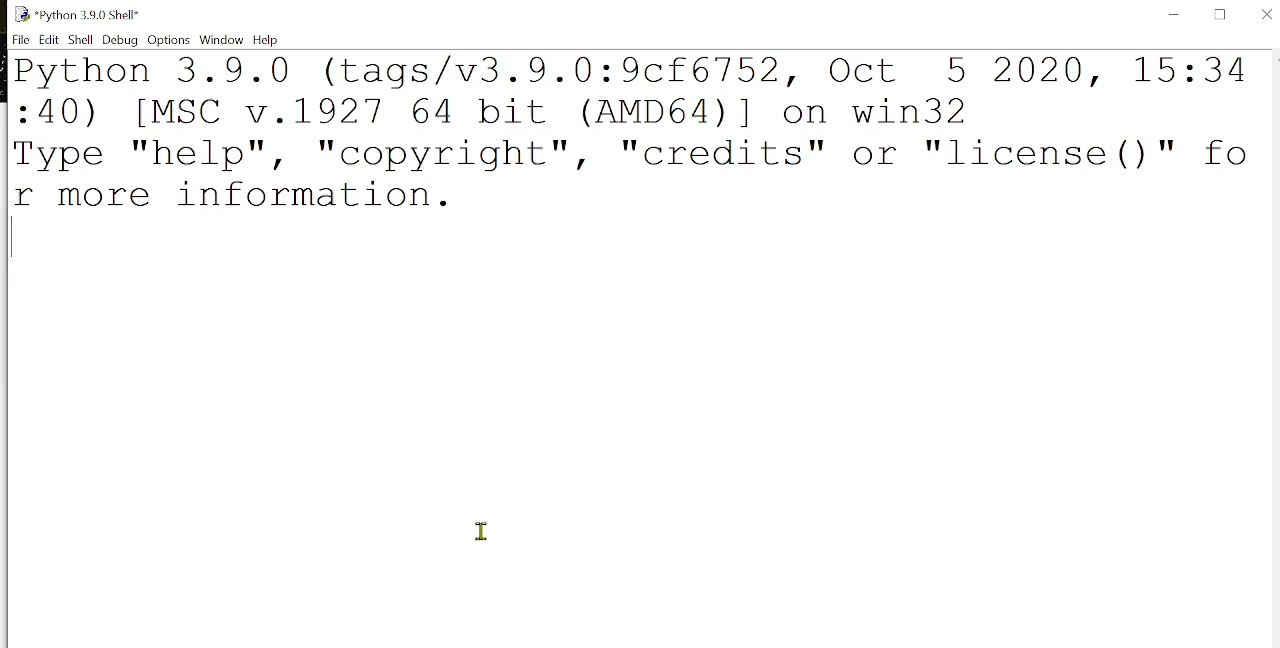 *Python 3.9.0 Shell*
File Edit Shell Debug Options Window Help
Python 3.9.0 (tags/v3.9.0:9cf6752, Oct  5 2020, 15:34
:40) [MSC v.1927 64 bit (AMD64)] on win32
Type "help", "copyright", "credits" or "license()" fo
r more information.